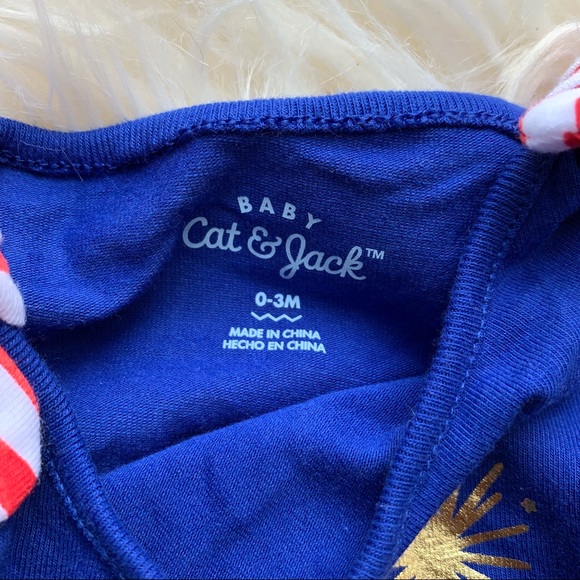 BABY
Cat & Jack™
0-3M
MADE IN CHINA
HECHO EN CHINA